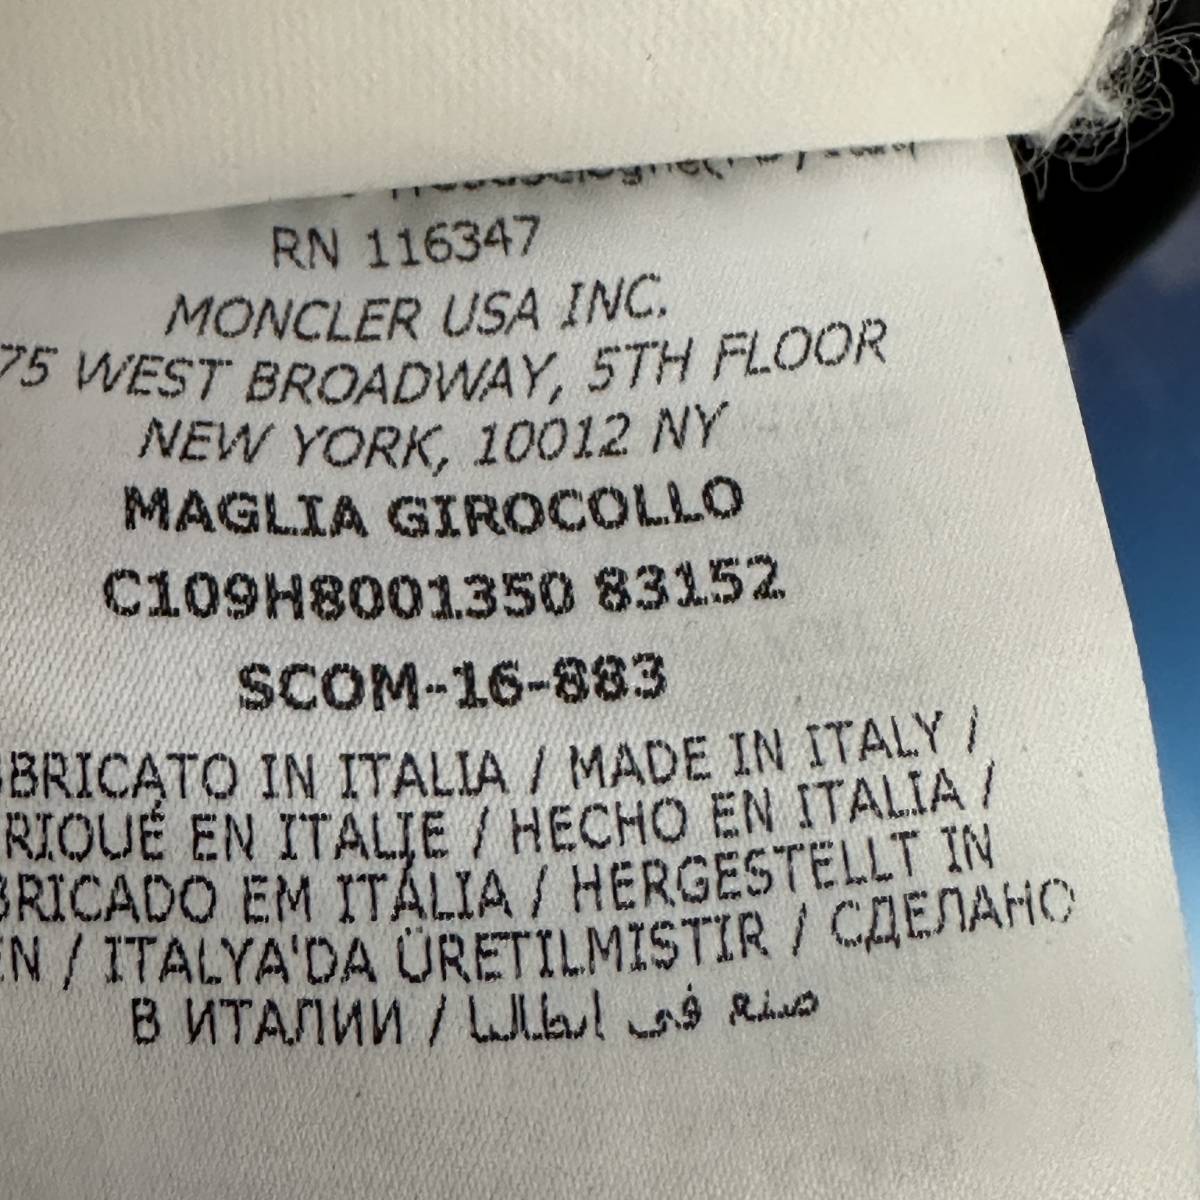 RN 116347
MONCLER USA INC.
75 WEST BROADWAY, 5TH FLOOR
NEW YORK, 10012 NY
MAGLIA GIROCOLLO
C109H8001350 83152
SCOM-16-883
BRICATO IN ITALIA / MADE IN ITALY /
RIQUÉ EN ITALIE / HECHO EN ITALIA /
BRICADO EM ITÁLIA / HERGESTELLT IN
EN / ITALYA'DA ÜRETILMISTIR / СДЕЛАНО
В ИТАЛИИ / صنع في إيطاليا